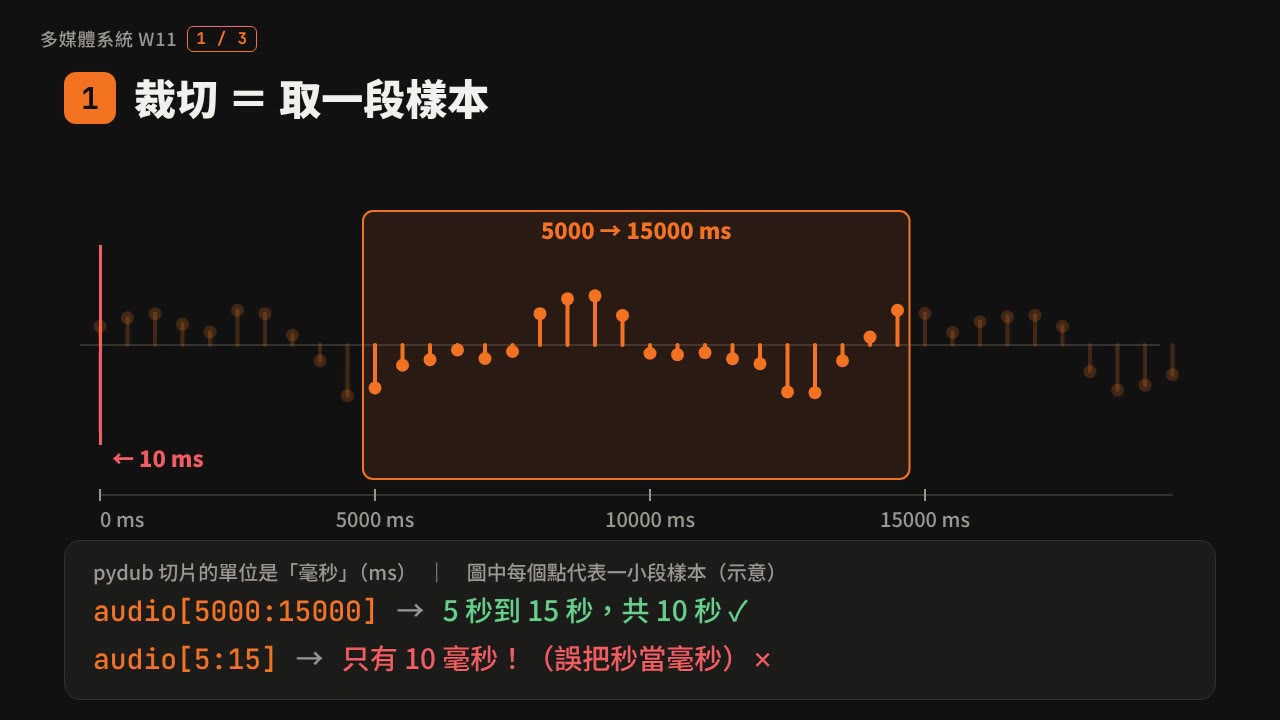 多媒體系統 W11 1 / 3
1 裁切 = 取一段樣本
5000 → 15000 ms
← 10 ms
0 ms 5000 ms 10000 ms 15000 ms
pydub 切片的單位是「毫秒」(ms) | 圖中每個點代表一小段樣本（示意）
audio[5000:15000] → 5 秒到 15 秒，共 10 秒 ✓
audio[5:15] → 只有 10 毫秒！（誤把秒當毫秒） ×